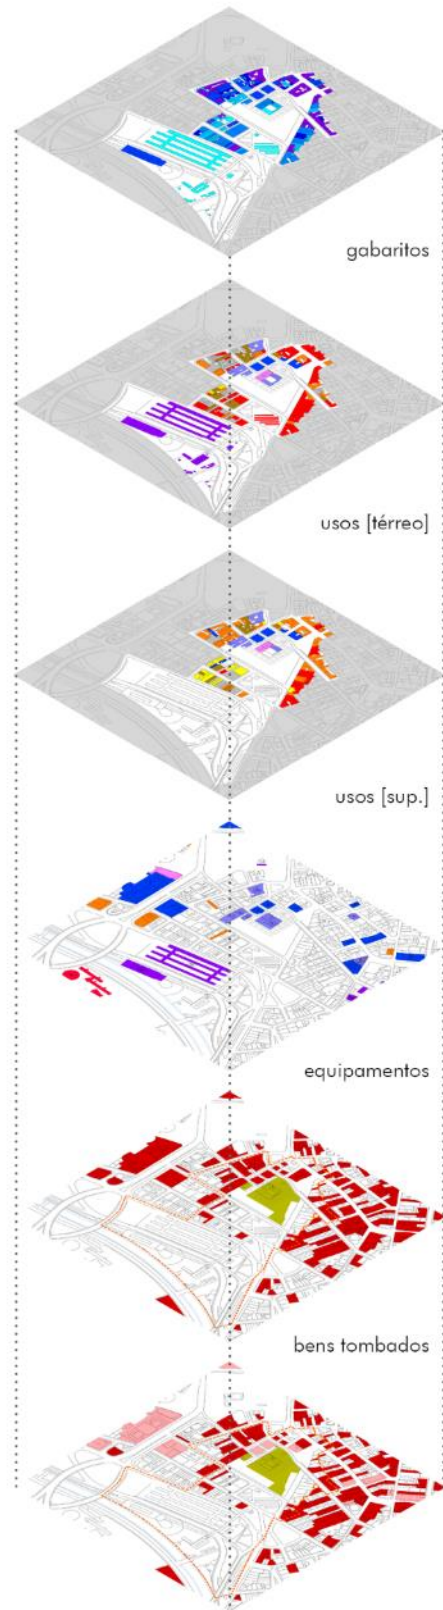 gabaritos
usos [térreo]
usos [sup.]
equipamentos
bens tombados